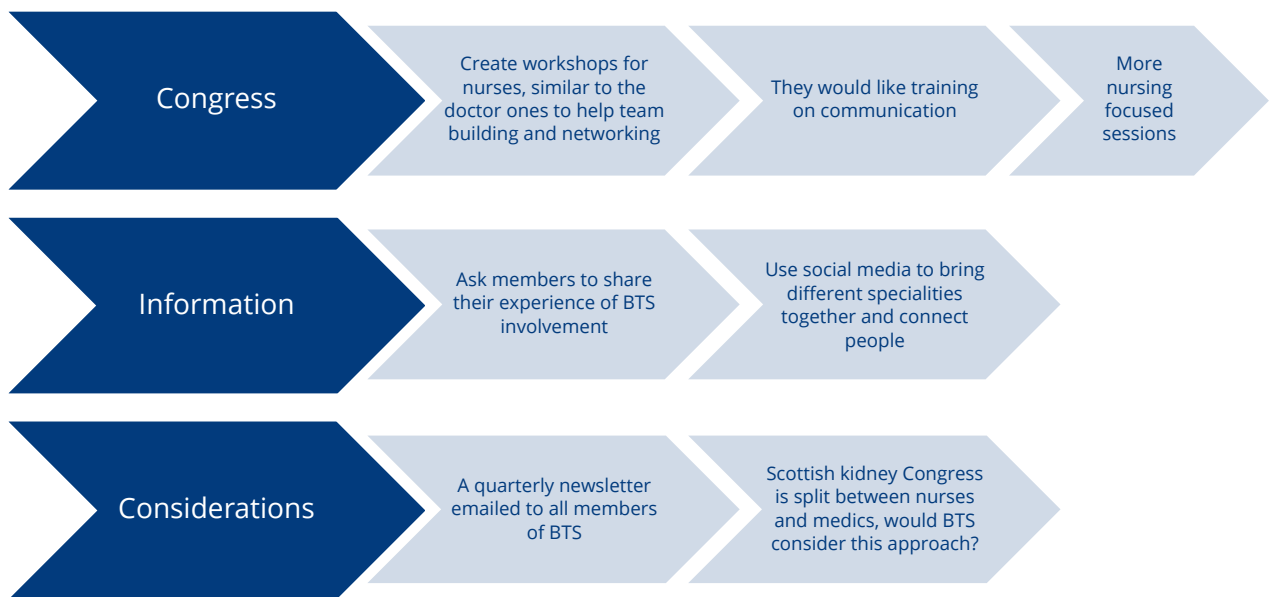 Congress
Create workshops for
nurses, similar to the
doctor ones to help team
building and networking
They would like training
on communication
More
nursing
focused
sessions
Information
Ask members to share
their experience of BTS
involvement
Use social media to bring
different specialities
together and connect
people
Considerations
A quarterly newsletter
emailed to all members
of BTS
Scottish kidney Congress
is split between nurses
and medics, would BTS
consider this approach?